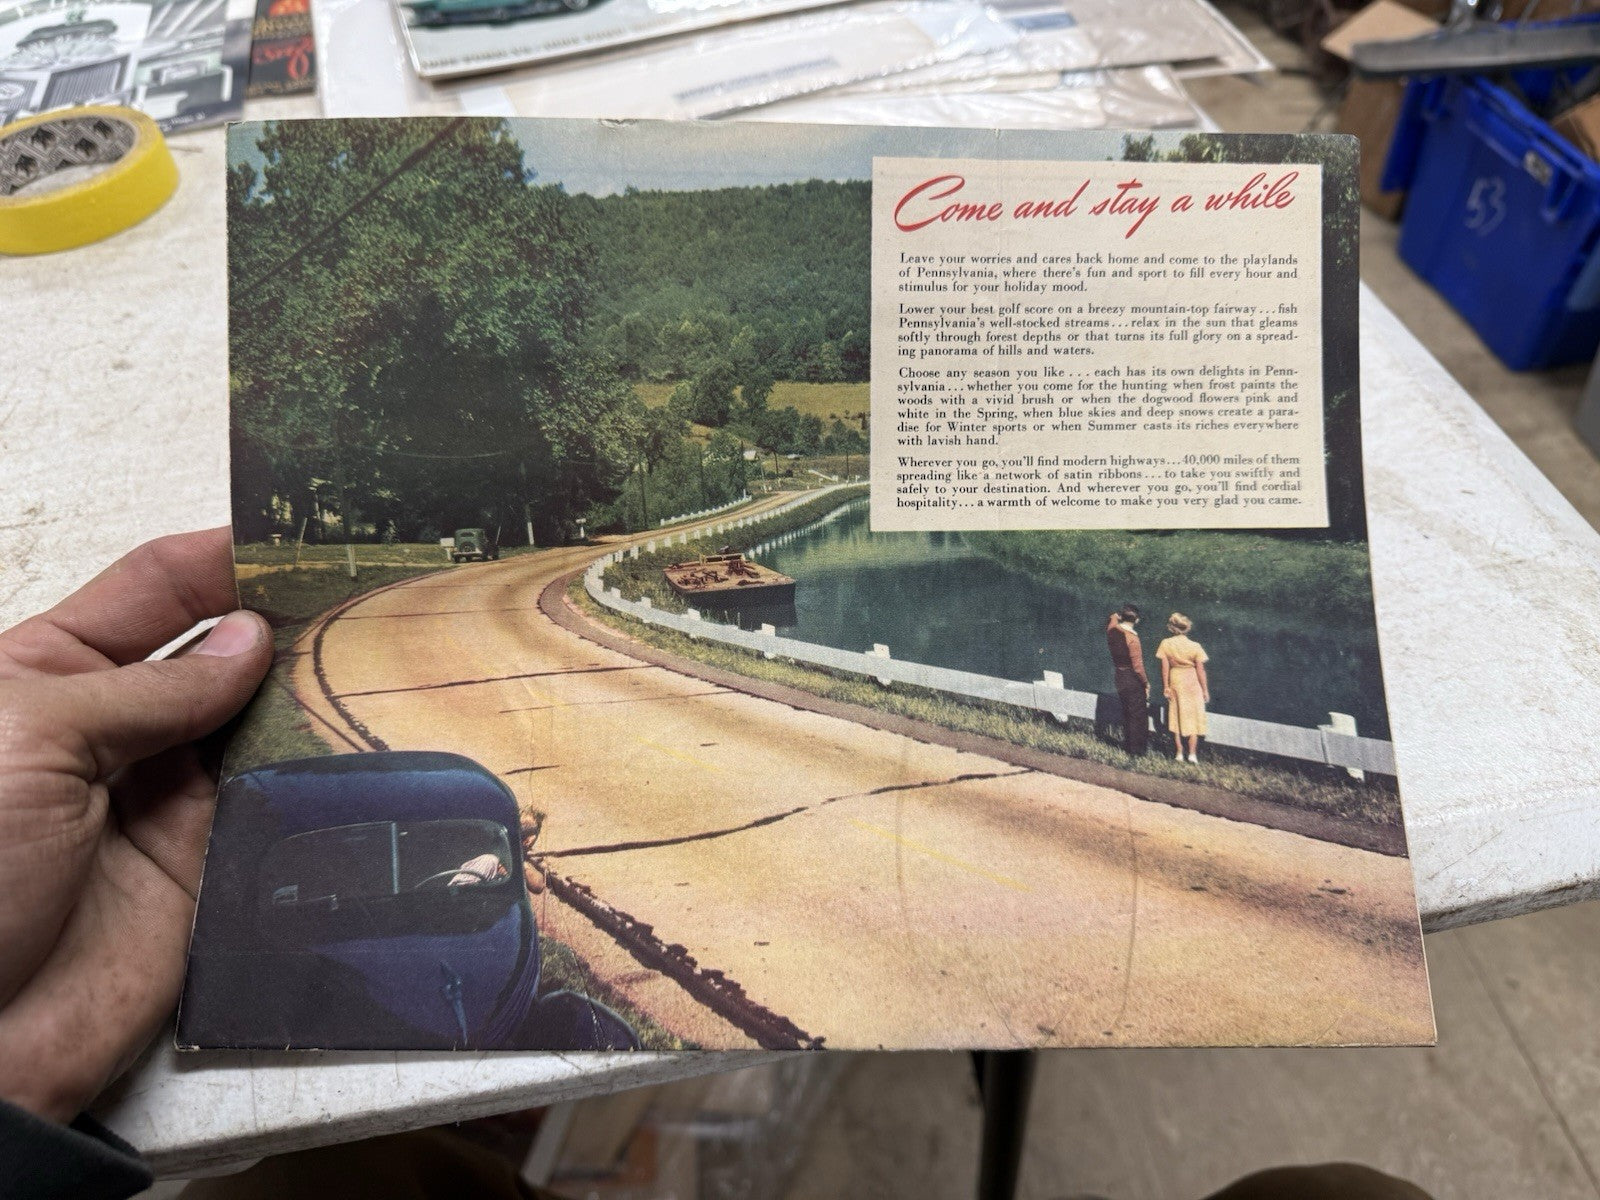 Come and stay a while
Leave your worries and cares back home and come to the playlands
of Pennsylvania, where there's fun and sport to fill every hour and
stimulus for your holiday mood.
Lower your best golf score on a breezy mountain-top fairway...fish
Pennsylvania's well-stocked streams...relax in the sun that gleams
softly through forest depths or that turns its full glory on a spread-
ing panorama of hills and waters.
Choose any season you like . . . each has its own delights in Penn-
sylvania...whether you come for the hunting when frost paints the
woods with a vivid brush or when the dogwood flowers pink and
white in the Spring, when blue skies and deep snows create a para-
dise for Winter sports or when Summer casts its riches everywhere
with lavish hand.
Wherever you go, you'll find modern highways...40,000 miles of them
spreading like a network of satin ribbons...to take you swiftly and
safely to your destination. And wherever you go, you'll find cordial
hospitality...a warmth of welcome to make you very glad you came.
53